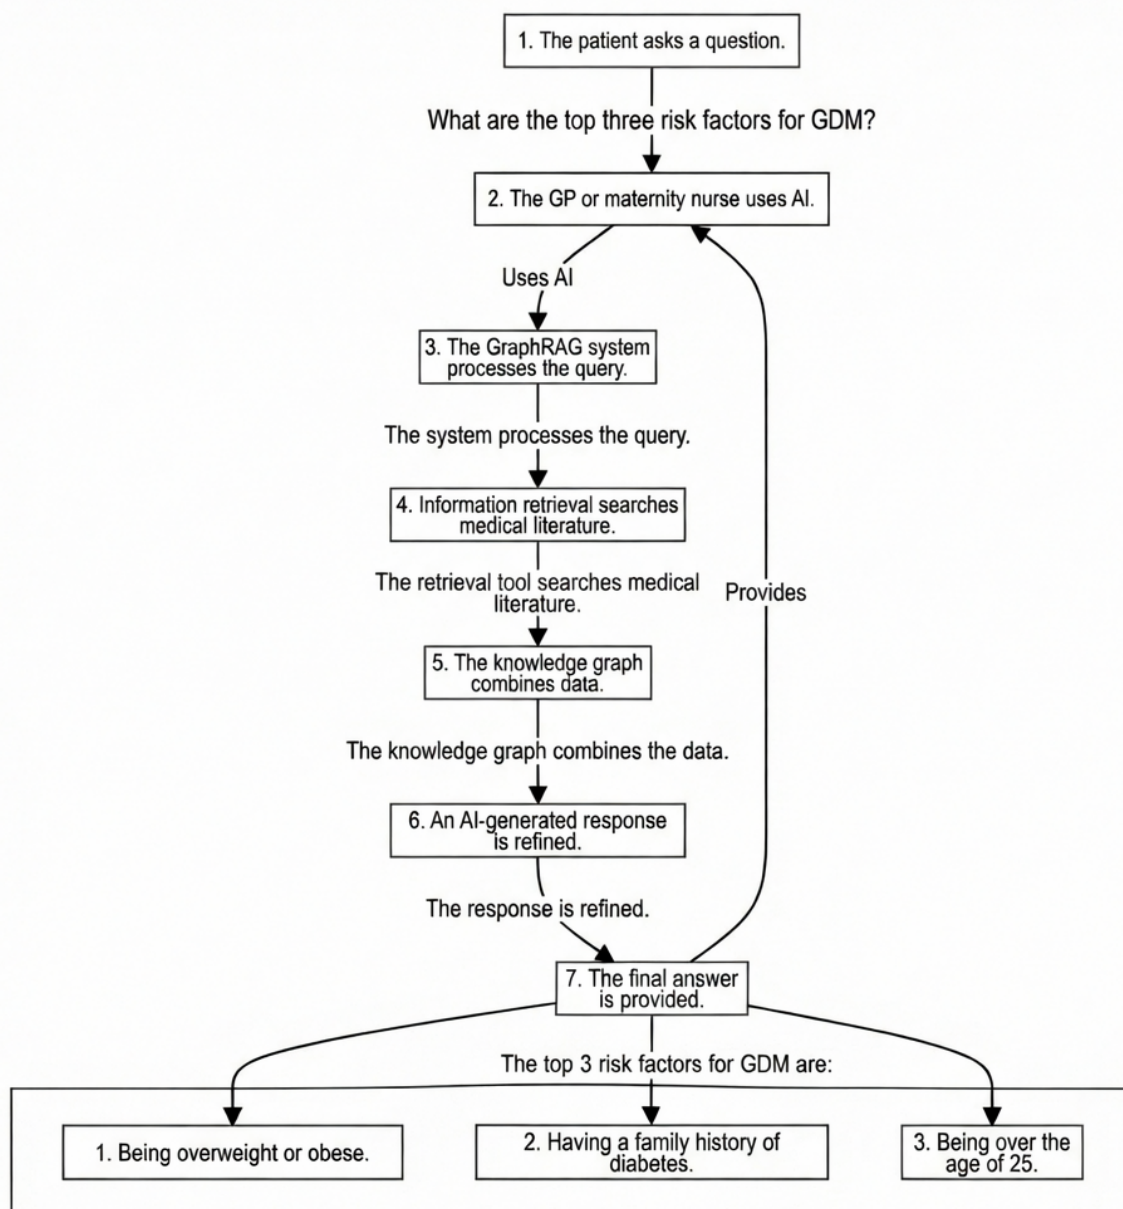 1. The patient asks a question.
What are the top three risk factors for GDM?
2. The GP or maternity nurse uses AI.
Uses AI
3. The GraphRAG system
processes the query.
The system processes the query.
4. Information retrieval searches
medical literature.
The retrieval tool searches medical
literature.
Provides
5. The knowledge graph
combines data.
The knowledge graph combines the data.
6. An AI-generated response
is refined.
The response is refined.
7. The final answer
is provided.
The top 3 risk factors for GDM are:
1. Being overweight or obese.
2. Having a family history of
diabetes.
3. Being over the
age of 25.